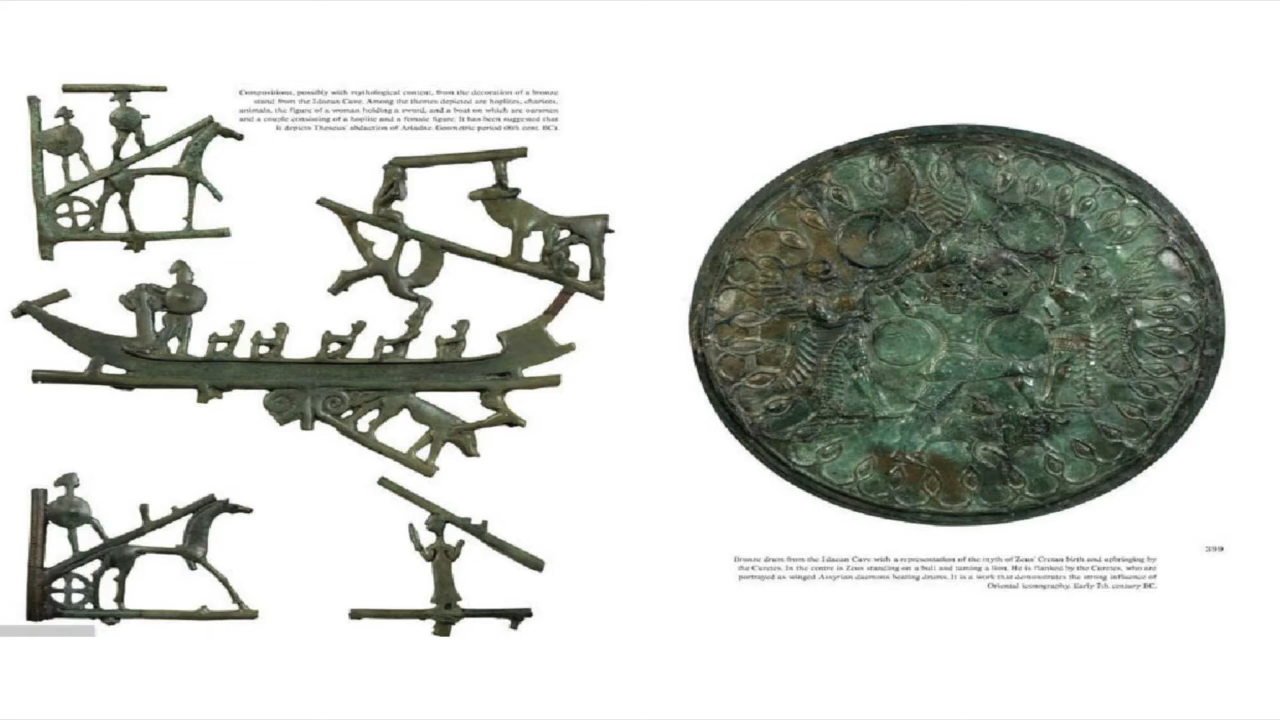 Compositions, possibly with mythological content, from the decoration of a bronze
stand from the Idaean Cave. Among the themes depicted are hoplites, chariots,
animals, the figure of a woman holding a sword, and a boat on which are oarsmen
and a couple consisting of a hoplite and a female figure. It has been suggested that
it depicts Theseus' abduction of Ariadne. Geometric period (8th cent. BC).
399
Bronze drum from the Idaean Cave with a representation of the myth of Zeus' Cretan birth and upbringing by
the Curetes. In the centre is Zeus standing on a bull and taming a lion. He is flanked by the Curetes, who are
portrayed as winged Assyrian daemons beating drums. It is a work that demonstrates the strong influence of
Oriental iconography. Early 7th century BC.